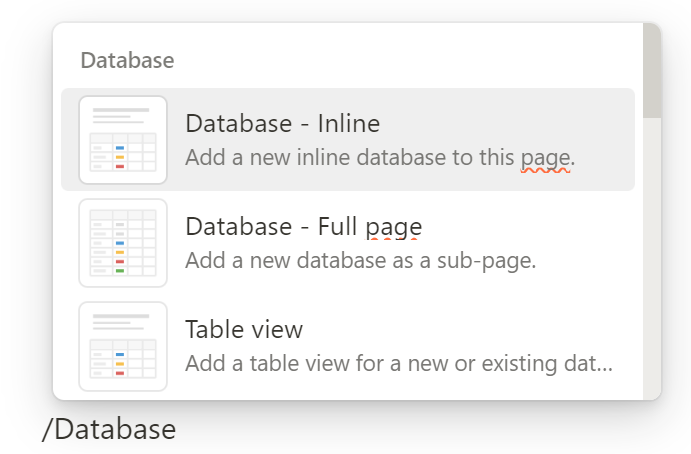 Database
Database - Inline
Add a new inline database to this page.
Database - Full page
Add a new database as a sub-page.
Table view
Add a table view for a new or existing dat...
/Database